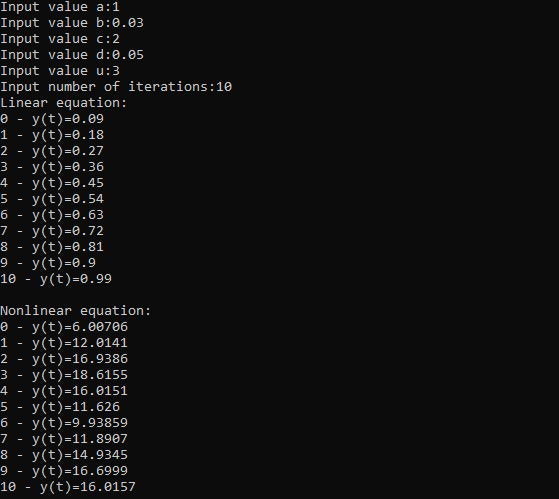 Input value a:1
Input value b:0.03
Input value c:2
Input value d:0.05
Input value u:3
Input number of iterations:10
Linear equation:
0 - y(t)=0.09
1 - y(t)=0.18
2 - y(t)=0.27
3 - y(t)=0.36
4 - y(t)=0.45
5 - y(t)=0.54
6 - y(t)=0.63
7 - y(t)=0.72
8 - y(t)=0.81
9 - y(t)=0.9
10 - y(t)=0.99
Nonlinear equation:
0 - y(t)=6.00706
1 - y(t)=12.0141
2 - y(t)=16.9386
3 - y(t)=18.6155
4 - y(t)=16.0151
5 - y(t)=11.626
6 - y(t)=9.93859
7 - y(t)=11.8907
8 - y(t)=14.9345
9 - y(t)=16.6999
10 - y(t)=16.0157